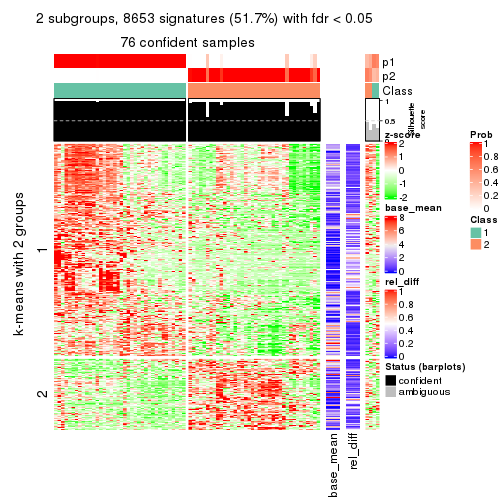 2 subgroups, 8653 signatures (51.7%) with fdr < 0.05
76 confident samples
p1
p2
Class
1
0.5
0
Silhouette
score
k-means with 2 groups
1
2
base_mean
rel_diff
z-score
2
1
0
-1
-2
base_mean
8
6
4
2
0
rel_diff
1
0.8
0.6
0.4
0.2
0
Status (barplots)
confident
ambiguous
Prob
1
0.8
0.6
0.4
0.2
0
Class
1
2